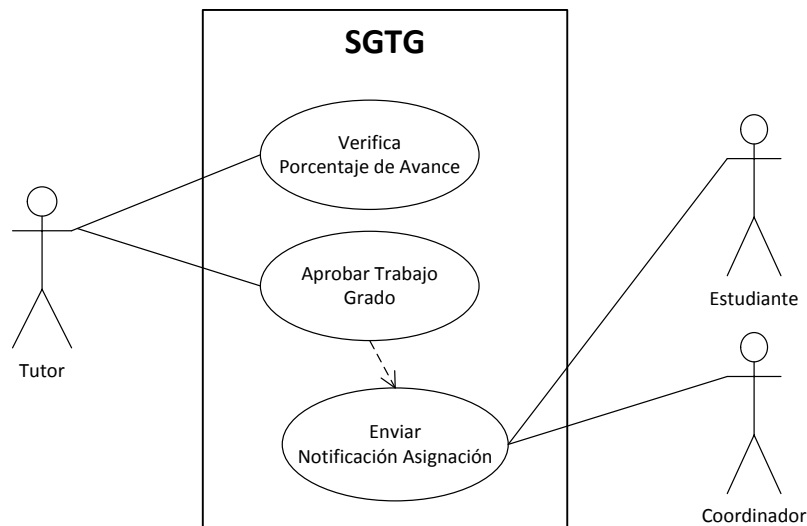 SGTG
Verifica
Porcentaje de Avance
Aprobar Trabajo
Grado
Tutor
Estudiante
Enviar
Notificación Asignación
Coordinador